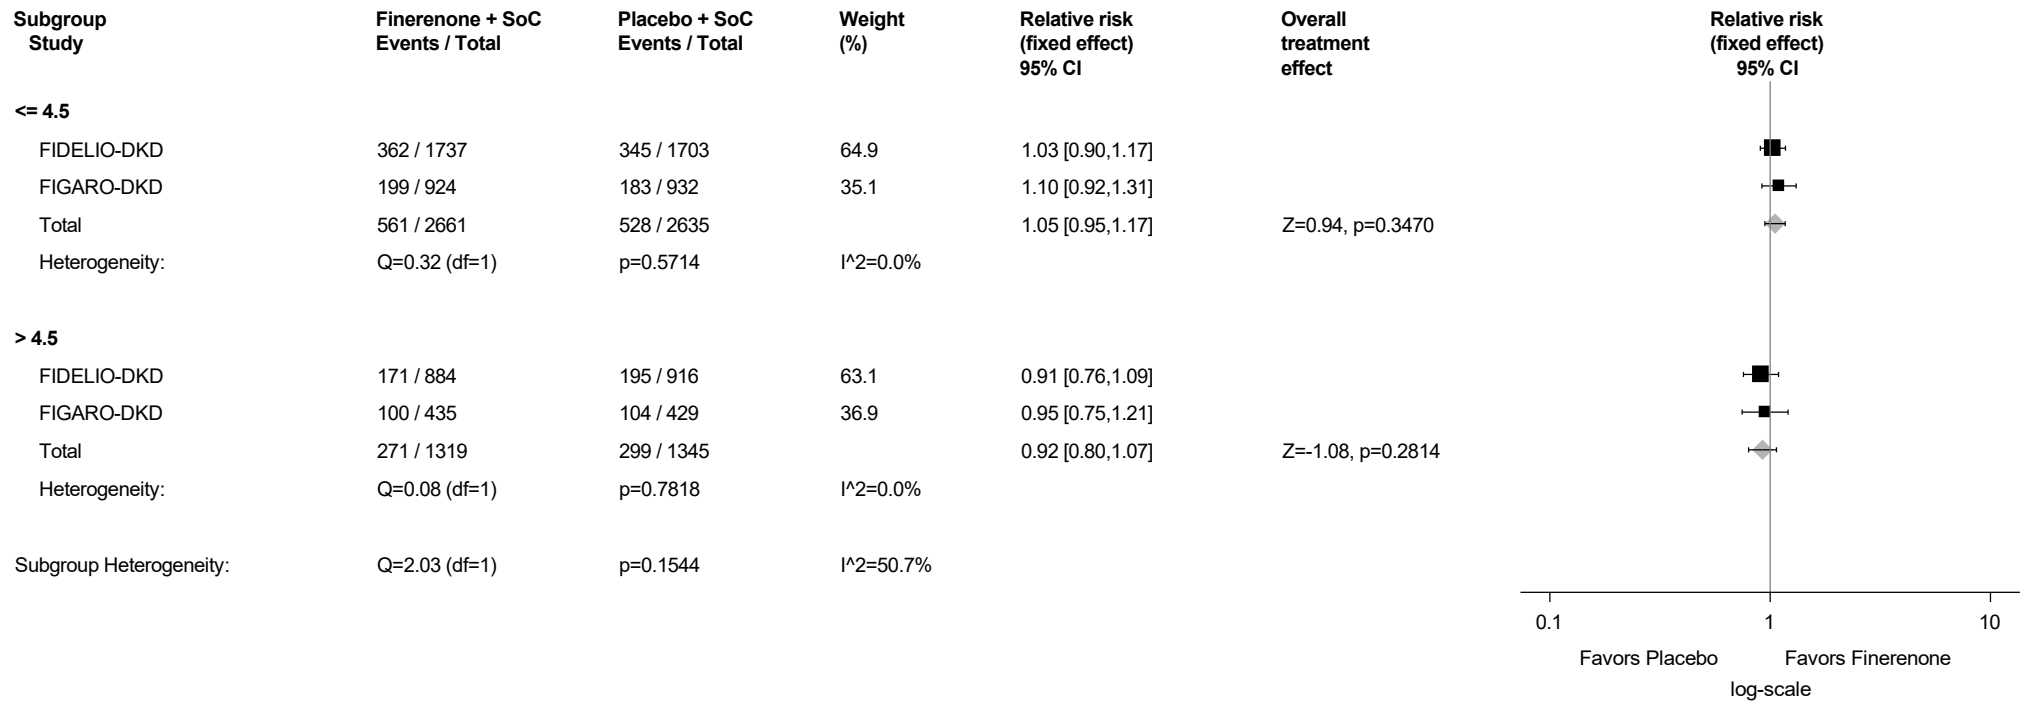 Subgroup Finerenone + SoC Placebo + SoC Weight Relative risk Overall Relative risk
Study Events / Total Events / Total (%) (fixed effect) treatment (fixed effect)
95% CI effect 95% CI
<= 4.5
FIDELIO-DKD 362 / 1737 345 / 1703 64.9 1.03 [0.90,1.17]
FIGARO-DKD 199 / 924 183 / 932 35.1 1.10 [0.92,1.31]
Total 561 / 2661 528 / 2635 1.05 [0.95,1.17] Z=0.94, p=0.3470
Heterogeneity: Q=0.32 (df=1) p=0.5714 I^2=0.0%
> 4.5
FIDELIO-DKD 171 / 884 195 / 916 63.1 0.91 [0.76,1.09]
FIGARO-DKD 100 / 435 104 / 429 36.9 0.95 [0.75,1.21]
Total 271 / 1319 299 / 1345 0.92 [0.80,1.07] Z=-1.08, p=0.2814
Heterogeneity: Q=0.08 (df=1) p=0.7818 I^2=0.0%
Subgroup Heterogeneity: Q=2.03 (df=1) p=0.1544 I^2=50.7%
0.1 1 10
Favors Placebo Favors Finerenone
log-scale